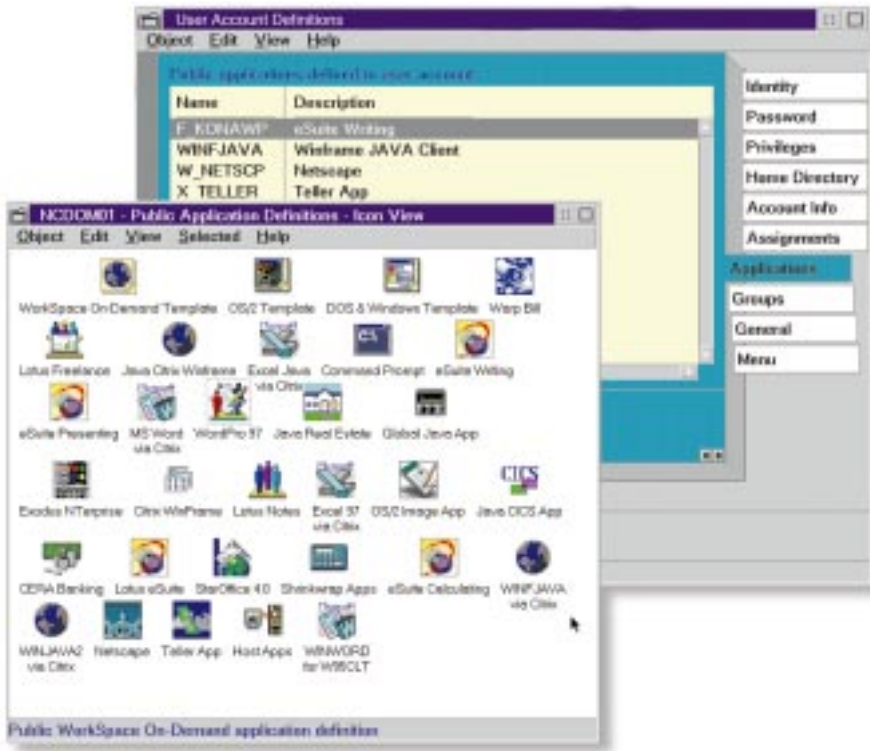 User Account Definitions
Object Edit View Help
Public applications defined in user account:
Name Description
F_KONAWP eSuite Writing
WINFJAVA Winframe JAVA Client
W_NETSCP Netscape
X_TELLER Teller App
Identity
Password
Privileges
Home Directory
Account Info
Assignments
Applications
Groups
General
Menu
NCDOM01 - Public Application Definitions - Icon View
Object Edit View Selected Help
WorkSpace On-Demand Template OS/2 Template DOS & Windows Template Warp Bill
Lotus Freelance Java Citrix Winframe Excel Java via Citrix Command Prompt eSuite Writing
eSuite Presenting MS Word via Citrix WordPro 97 Java Real Estate Global Java App
Exodus NTerprise Citrix WinFrame Lotus Notes Excel 97 via Citrix OS/2 Image App Java CICS App
CICS
CERA Banking Lotus eSuite StarOffice 4.0 Shrinkwrap Apps eSuite Calculating WINFJAVA via Citrix
WINJAVA2 via Citrix Netscape Teller App Host Apps WINWORD for W95CLT
Public WorkSpace On-Demand application definition